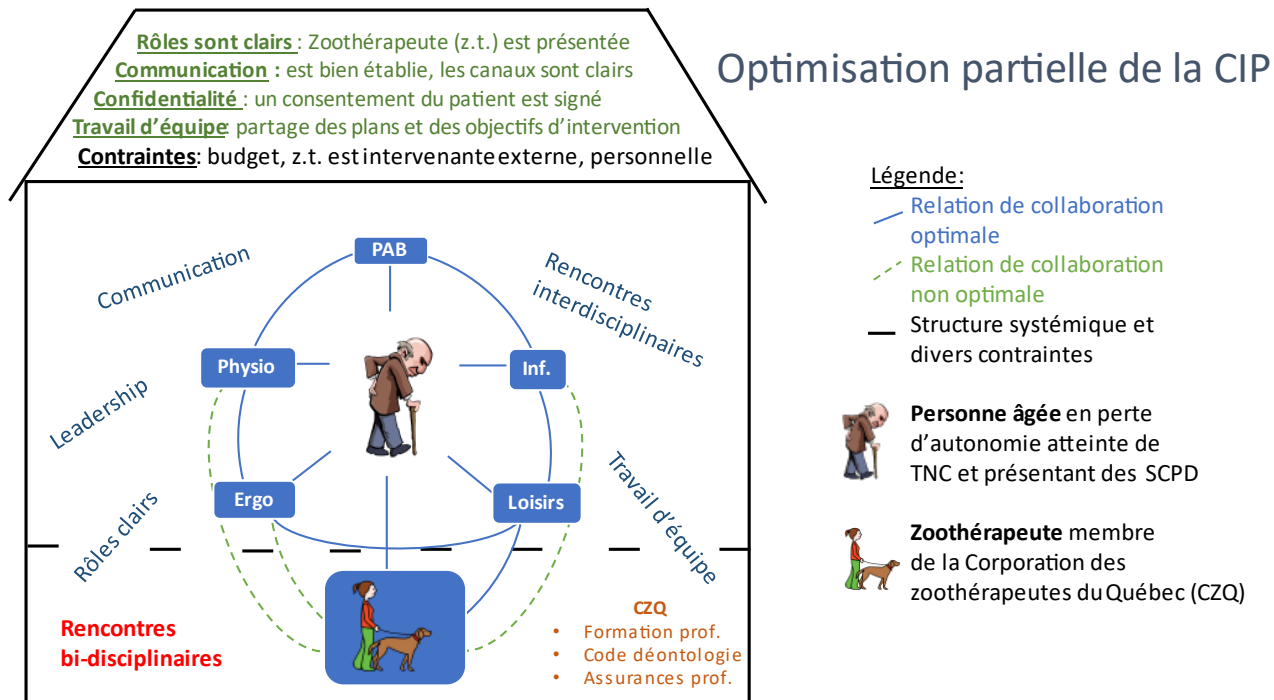 Optimisation partielle de la CIP
Rôles sont clairs : Zoothérapeute (z.t.) est présentée
Communication : est bien établie, les canaux sont clairs
Confidentialité : un consentement du patient est signé
Travail d'équipe: partage des plans et des objectifs d'intervention
Contraintes: budget, z.t. est intervenante externe, personnelle
Communication
Leadership
Rôles clairs
Rencontres
interdisciplinaires
Travail d'équipe
PAB
Physio
Inf.
Ergo
Loisirs
Rencontres
bi-disciplinaires
CZQ
• Formation prof.
• Code déontologie
• Assurances prof.
Légende:
Relation de collaboration
optimale
Relation de collaboration
non optimale
Structure systémique et
divers contraintes
Personne âgée en perte
d'autonomie atteinte de
TNC et présentant des SCPD
Zoothérapeute membre
de la Corporation des
zoothérapeutes du Québec (CZQ)